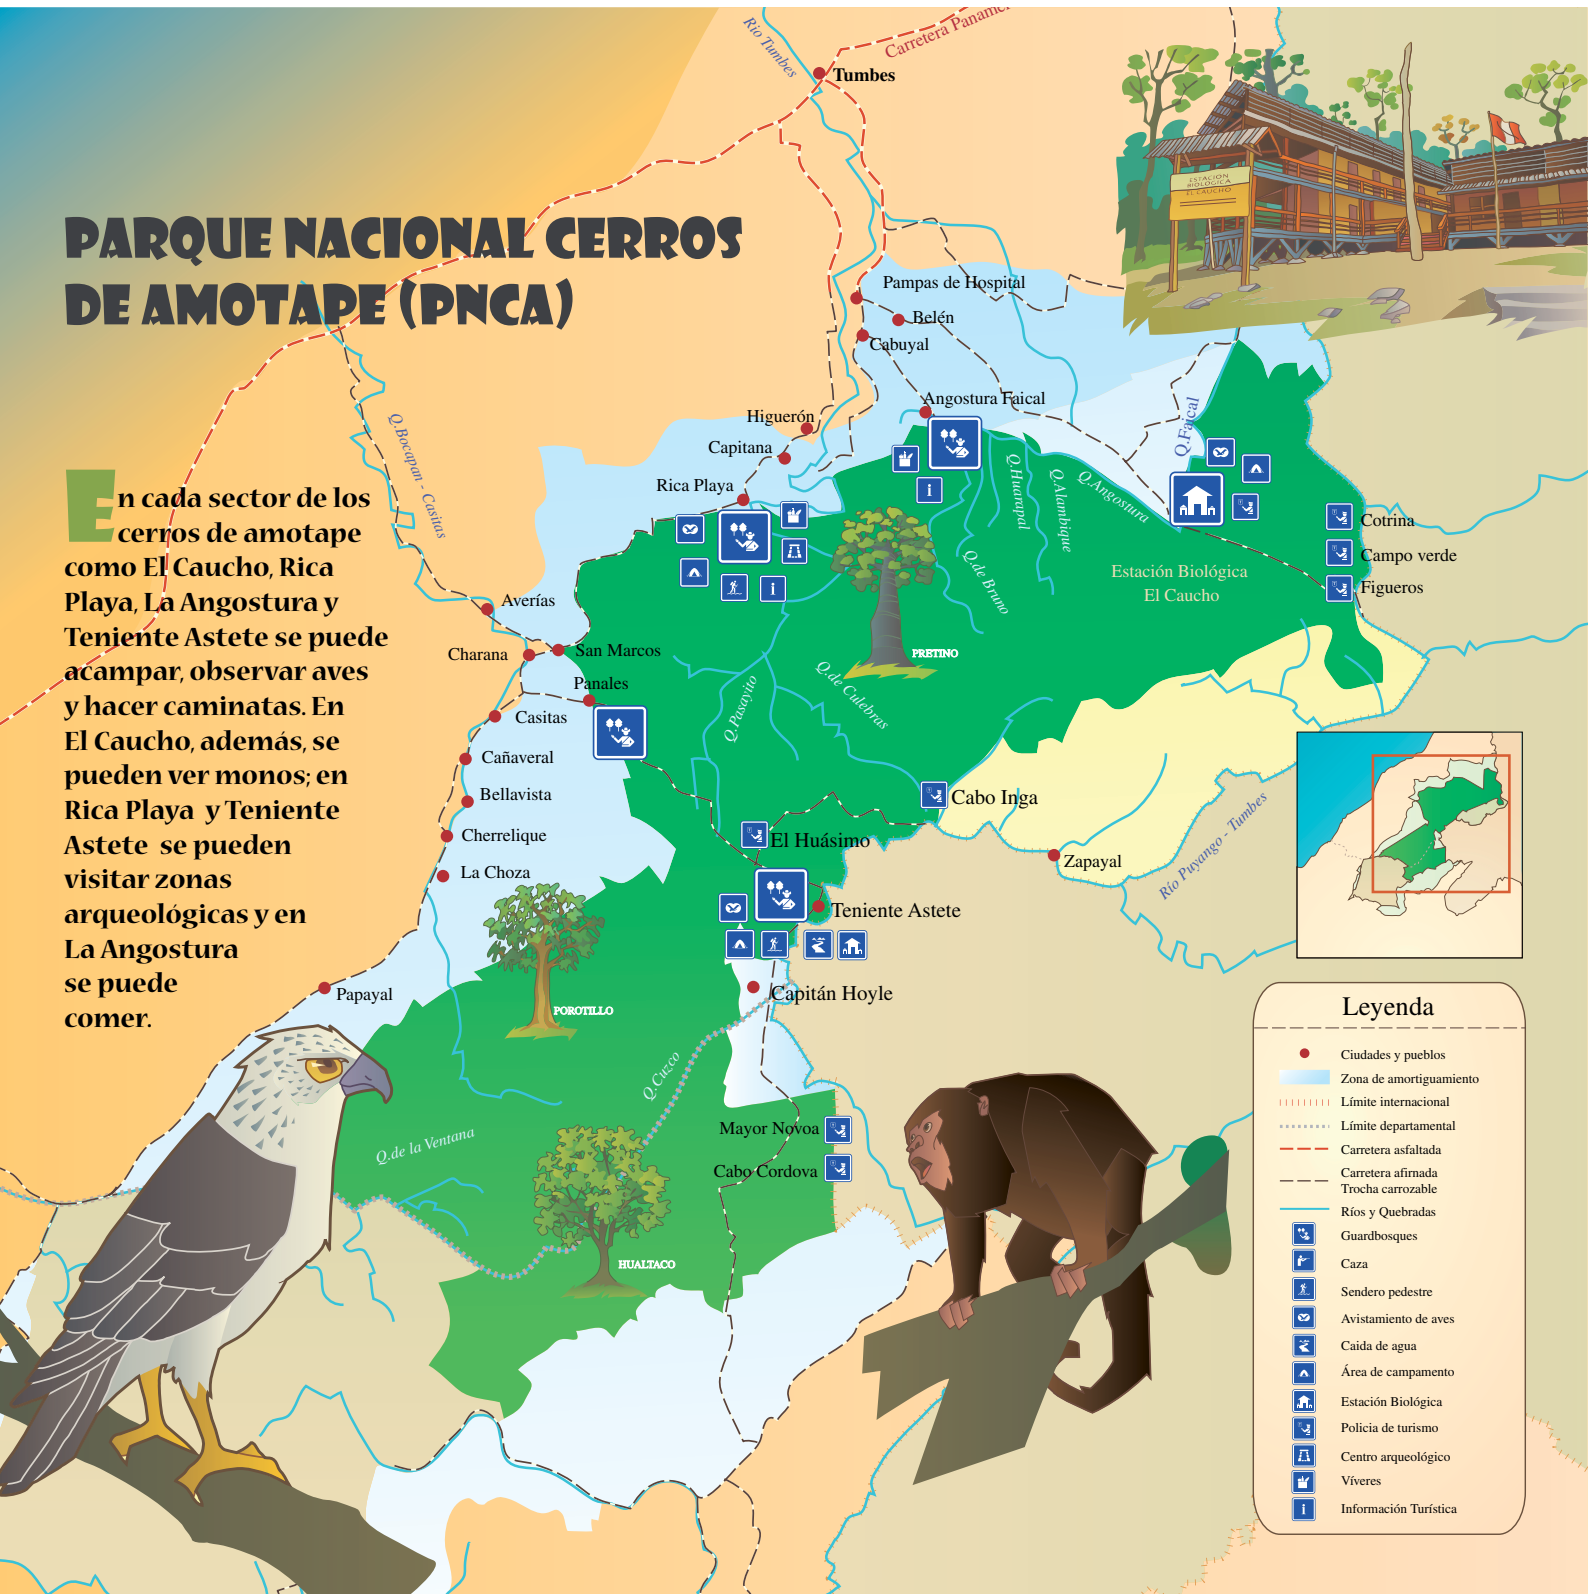 PARQUE NACIONAL CERROS
DE AMOTAPE (PNCA)
En cada sector de los
cerros de amotape
como El Caucho, Rica
Playa, La Angostura y
Teniente Astete se puede
acampar, observar aves
y hacer caminatas. En
El Caucho, además, se
pueden ver monos; en
Rica Playa y Teniente
Astete se pueden
visitar zonas
arqueológicas y en
La Angostura
se puede
comer.
Río Tumbes
Carretera Paname
Tumbes
ESTACIÓN
BIOLÓGICA
EL CAUCHO
Pampas de Hospital
Belén
Cabuyal
Angostura Faical
Higuerón
Capitana
Rica Playa
Q.Bocapan - Casitas
Q.Faical
Q.Huarapal
Q.Alambique
Q.Angostura
Q.de Bruno
Estación Biológica
El Caucho
Cotrina
Campo verde
Figueros
Averías
Charana
San Marcos
Panales
Casitas
PRETINO
Q.Pasayito
Q.de Culebras
Cañaveral
Bellavista
Cherrelique
La Choza
Cabo Inga
El Huásimo
Zapayal
Río Puyango - Tumbes
Teniente Astete
Capitán Hoyle
Papayal
POROTILLO
Q.Cuzco
Q.de la Ventana
Mayor Novoa
Cabo Cordova
HUALTACO
Leyenda
Ciudades y pueblos
Zona de amortiguamiento
Límite internacional
Límite departamental
Carretera asfaltada
Carretera afirmada
Trocha carrozable
Ríos y Quebradas
Guardbosques
Caza
Sendero pedestre
Avistamiento de aves
Caida de agua
Área de campamento
Estación Biológica
Policia de turismo
Centro arqueológico
Víveres
Información Turística